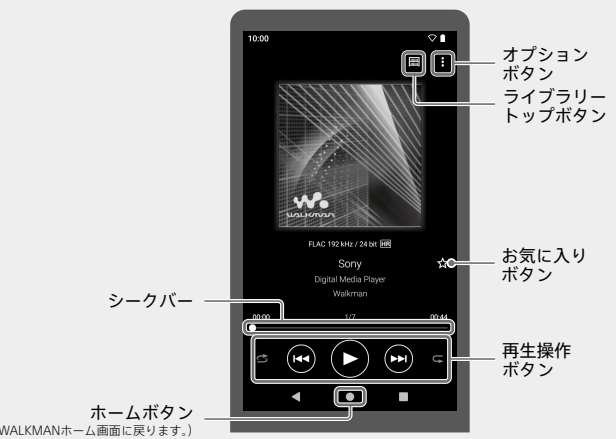 10:00
オプション
ボタン
ライブラリー
トップボタン
WALKMAN
FLAC 192 kHz / 24 bit HR
Sony
Digital Media Player
Walkman
お気に入り
ボタン
シークバー
00:00 1/7 00:44
再生操作
ボタン
ホームボタン
WALKMANホーム画面に戻ります。)